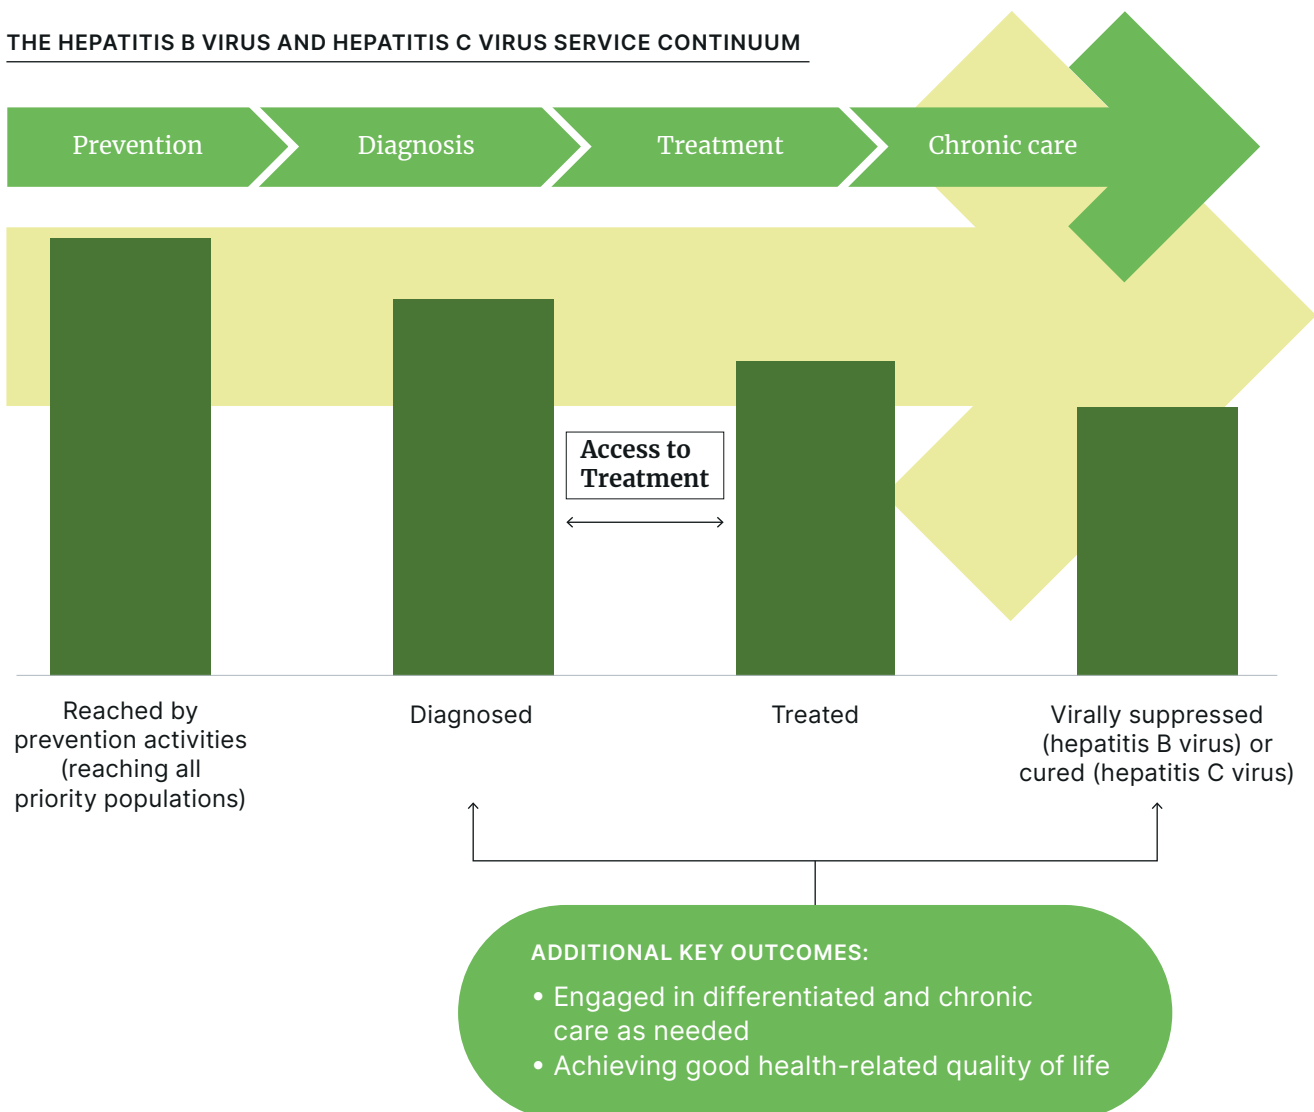 THE HEPATITIS B VIRUS AND HEPATITIS C VIRUS SERVICE CONTINUUM
Prevention
Diagnosis
Treatment
Chronic care
Access to
Treatment
Reached by
prevention activities
(reaching all
priority populations)
Diagnosed
Treated
Virally suppressed
(hepatitis B virus) or
cured (hepatitis C virus)
ADDITIONAL KEY OUTCOMES:
• Engaged in differentiated and chronic
care as needed
• Achieving good health-related quality of life